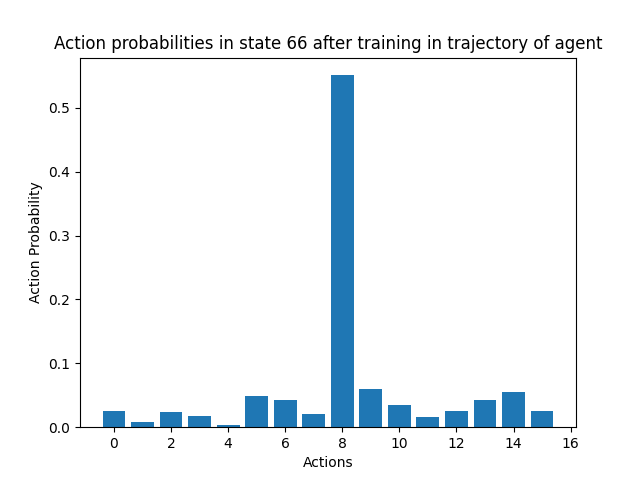 Action probabilities in state 66 after training in trajectory of agent
0.5
0.4
0.3
0.2
0.1
0.0
Action Probability
0 2 4 6 8 10 12 14 16
Actions